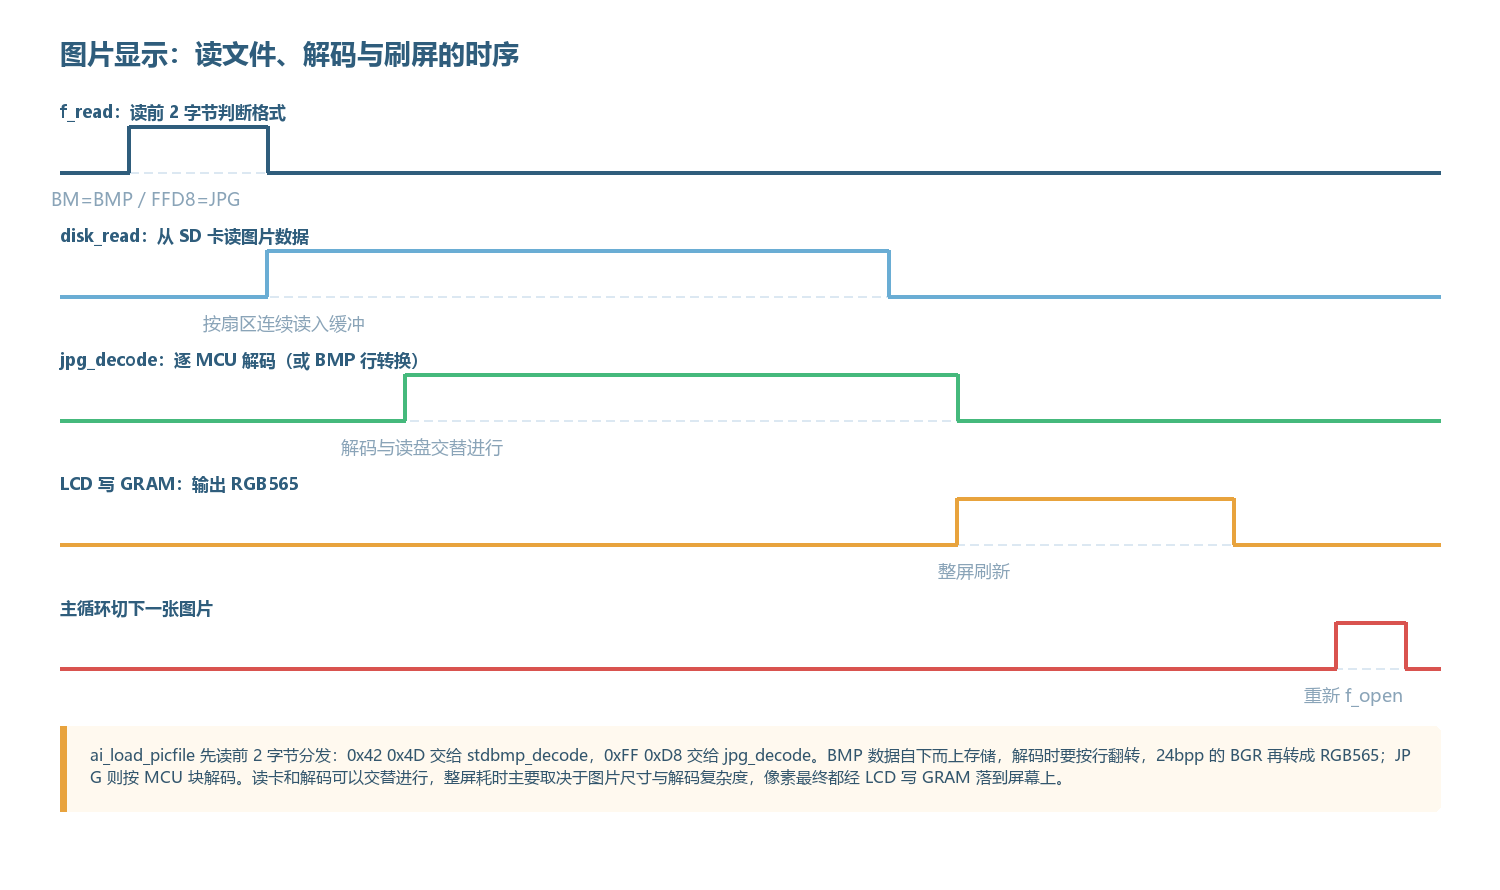 图片显示：读文件、解码与刷屏的时序
f_read：读前 2 字节判断格式
BM=BMP / FFD8=JPG
disk_read：从 SD 卡读图片数据
按扇区连续读入缓冲
jpg_decode：逐 MCU 解码（或 BMP 行转换）
解码与读盘交替进行
LCD 写 GRAM：输出 RGB565
整屏刷新
主循环切下一张图片
重新 f_open
ai_load_picfile 先读前 2 字节分发：0x42 0x4D 交给 stdbmp_decode，0xFF 0xD8 交给 jpg_decode。BMP 数据自下而上存储，解码时要按行翻转，24bpp 的 BGR 再转成 RGB565；JP
G 则按 MCU 块解码。读卡和解码可以交替进行，整屏耗时主要取决于图片尺寸与解码复杂度，像素最终都经 LCD 写 GRAM 落到屏幕上。